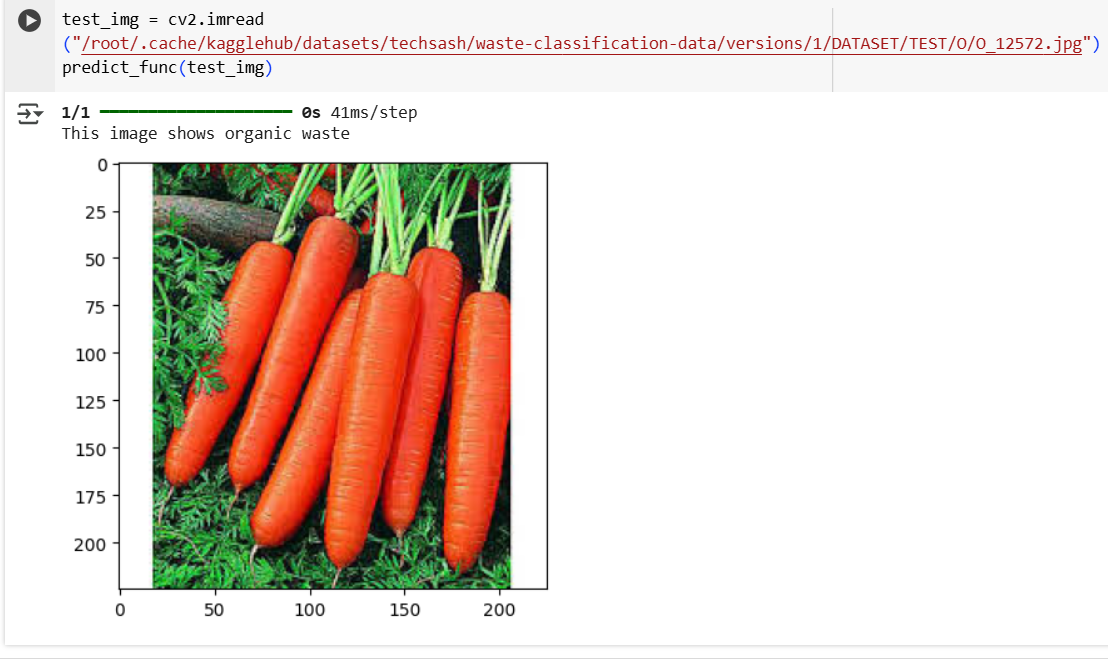 test_img = cv2.imread
("/root/.cache/kagglehub/datasets/techsash/waste-classification-data/versions/1/DATASET/TEST/O/O_12572.jpg")
predict_func(test_img)
1/1 ━━━━━━━━━━━━━━━━━━━━ 0s 41ms/step
This image shows organic waste
0
25
50
75
100
125
150
175
200
0 50 100 150 200